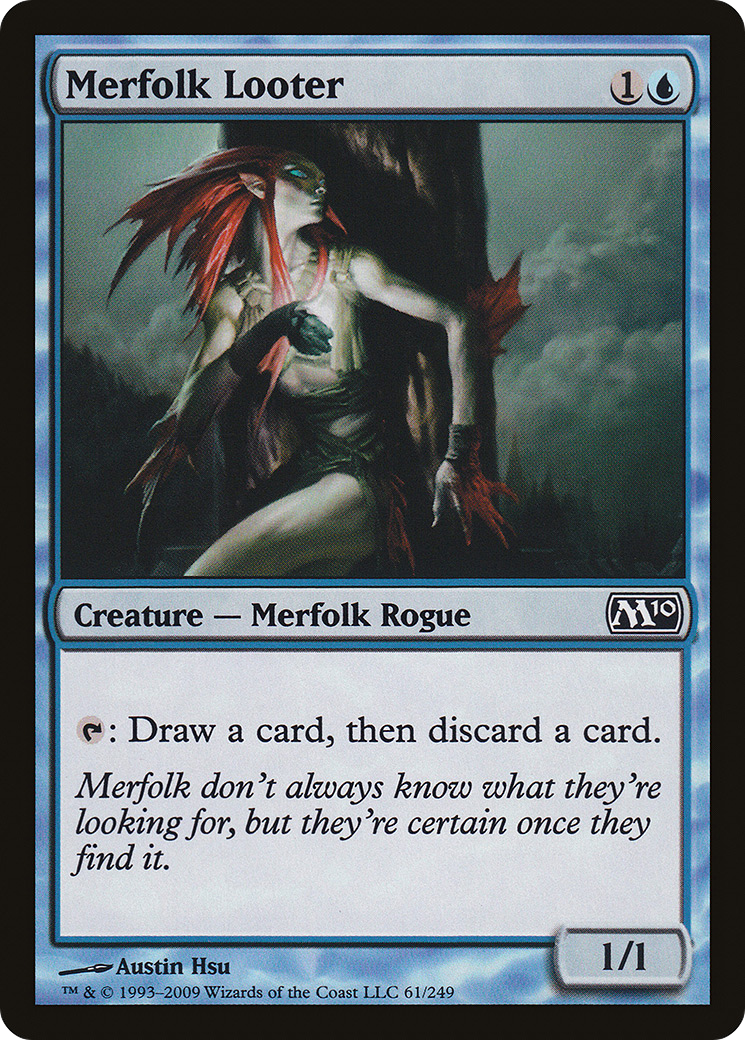 Merfolk Looter 1
Creature — Merfolk Rogue M10
: Draw a card, then discard a card.
Merfolk don't always know what they're
looking for, but they're certain once they
find it.
1/1
Austin Hsu
™ & © 1993–2009 Wizards of the Coast LLC 61/249